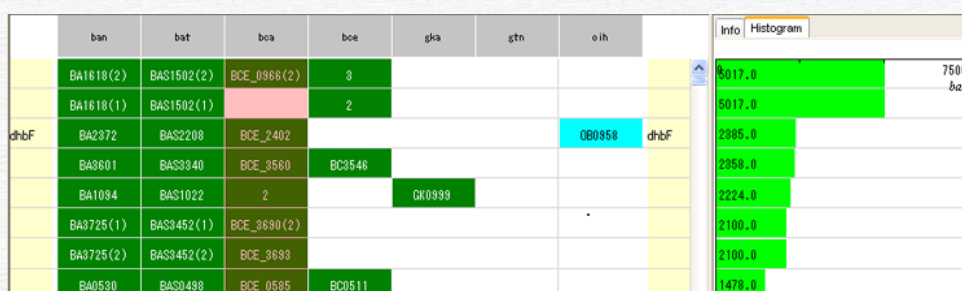 ban bat bca bce gka gtn oih Info Histogram
BA1618(2) BAS1502(2) BCE_0966(2) 3 5017.0
BA1618(1) BAS1502(1) 2 5017.0
dhbF BA2372 BAS2208 BCE_2402 OB0958 dhbF 2385.0
BA3601 BAS3340 BCE_3560 BC3546 2358.0
BA1094 BAS1022 2 GK0999 2224.0
BA3725(1) BAS3452(1) BCE_3690(2) 2100.0
BA3725(2) BAS3452(2) BCE_3693 2100.0
BA0530 BAS0498 BCE_0585 BC0511 1478.0